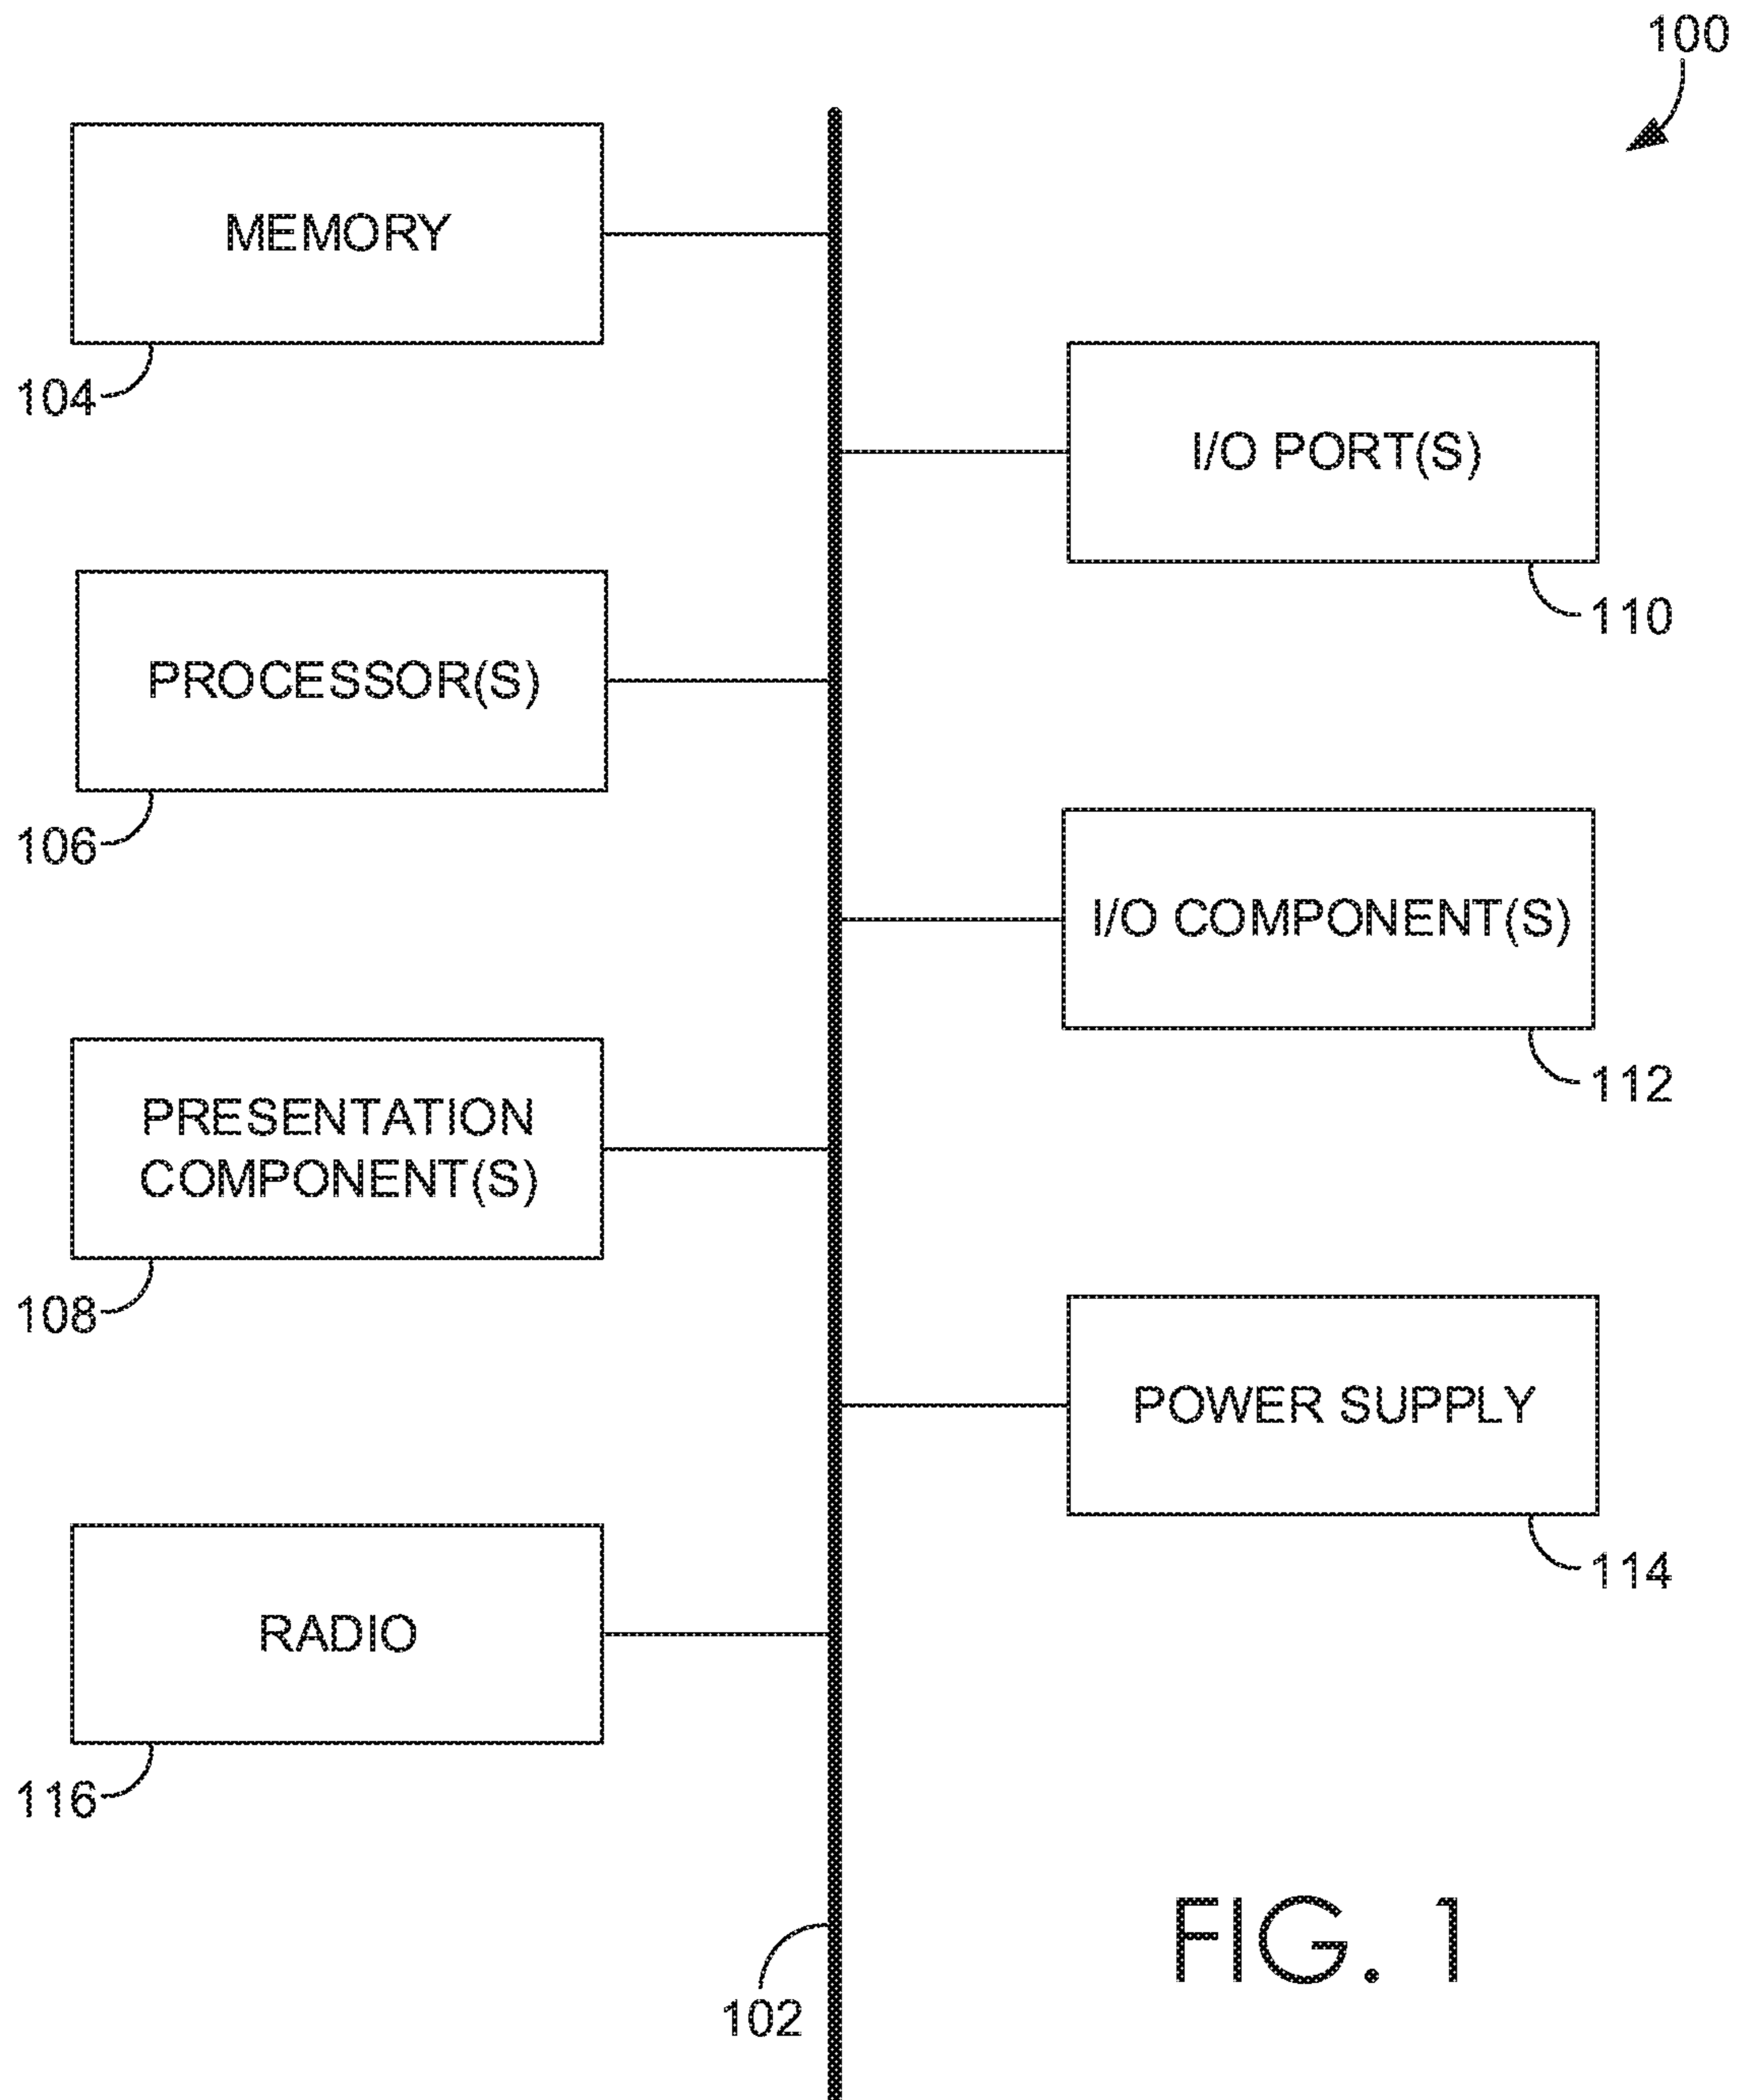 100
MEMORY
104
I/O PORT(S)
110
PROCESSOR(S)
106
I/O COMPONENT(S)
112
PRESENTATION
COMPONENT(S)
108
POWER SUPPLY
114
RADIO
116
102
FIG. 1